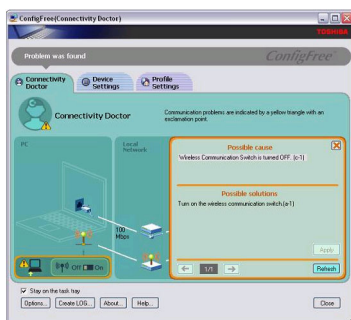 ConfigFree(Connectivity Doctor)
TOSHIBA
Problem was found
ConfigFree
Connectivity Doctor
Device Settings
Profile Settings
Connectivity Doctor
Communication problems are indicated by a yellow triangle with an exclamation point.
PC
Local Network
Possible cause
Wireless Communication Switch is turned OFF. (a-1)
Possible solutions
Turn on the wireless communication switch.(a-1)
100 Mbps
Apply
Off
On
1/1
Refresh
Stay on the task tray
Options...
Create LOG...
About...
Help...
Close